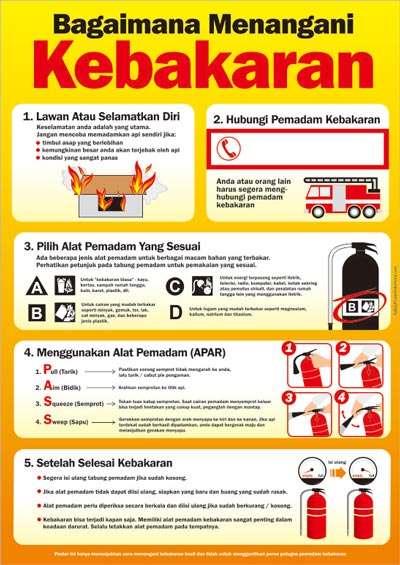 Bagaimana Menangani
Kebakaran
1. Lawan Atau Selamatkan Diri
Keselamatan anda adalah yang utama.
Jangan mencoba memadamkan api sendiri jika:
timbul asap yang berlebihan
kemungkinan besar anda akan terjebak oleh api
kondisi yang sangat panas
2. Hubungi Pemadam Kebakaran
Anda atau orang lain
harus segera meng-
hubungi pemadam
kebakaran
3. Pilih Alat Pemadam Yang Sesuai
Ada beberapa jenis alat pemadam untuk berbagai macam bahan yang terbakar.
Perhatikan petunjuk pada tabung pemadam untuk pemakaian yang sesuai.
A
Untuk "kebakaran biasa" - kayu,
kertas, sampah rumah tangga,
kain, karet, plastik, dll.
B
Untuk cairan yang mudah terbakar
seperti minyak, gemuk, ter, lak,
cat minyak, gas, dan beberapa
jenis plastik.
C
Untuk energi terpasang seperti listrik,
televisi, radio, komputer, kabel, kotak sekring
atau pemutus sirkuit, dan peralatan rumah
tangga lain yang menggunakan listrik.
D
Untuk logam yang mudah terbakar seperti magnesium,
kalium, natrium dan titanium.
B
4. Menggunakan Alat Pemadam (APAR)
1. Pull (Tarik)
Pastikan corong semprot tidak mengarah ke anda,
lalu tarik / cabut pin pengaman.
2. Aim (Bidik)
Arahkan semprotan ke titik api.
3. Squeeze (Semprot)
Tekan tuas katup semprotan. Saat cairan pemadam menyemprot keluar
bisa terjadi hentakan yang cukup kuat, peganglah dengan mantap.
4. Sweep (Sapu)
Gerakkan semprotan dengan arah menyapu ke kiri dan ke kanan. Jika api
terdekat sudah berhasil dipadamkan, anda dapat bergerak maju dan
melanjutkan gerakan menyapu.
1
2
3
4
5. Setelah Selesai Kebakaran
Segera isi ulang tabung pemadam jika sudah kosong.
Jika alat pemadam tidak dapat diisi ulang, siapkan yang baru dan buang yang sudah rusak.
Alat pemadam perlu diperiksa secara berkala dan diisi ulang jika sudah berkurang / kosong.
Kebakaran bisa terjadi kapan saja. Memiliki alat pemadam kebakaran sangat penting dalam
keadaan darurat. Selalu letakkan alat pemadam pada tempatnya.
isi ulang
empty
full
Poster ini hanya menunjukkan cara menangani kebakaran kecil dan tidak untuk menggantikan peran petugas pemadam kebakaran